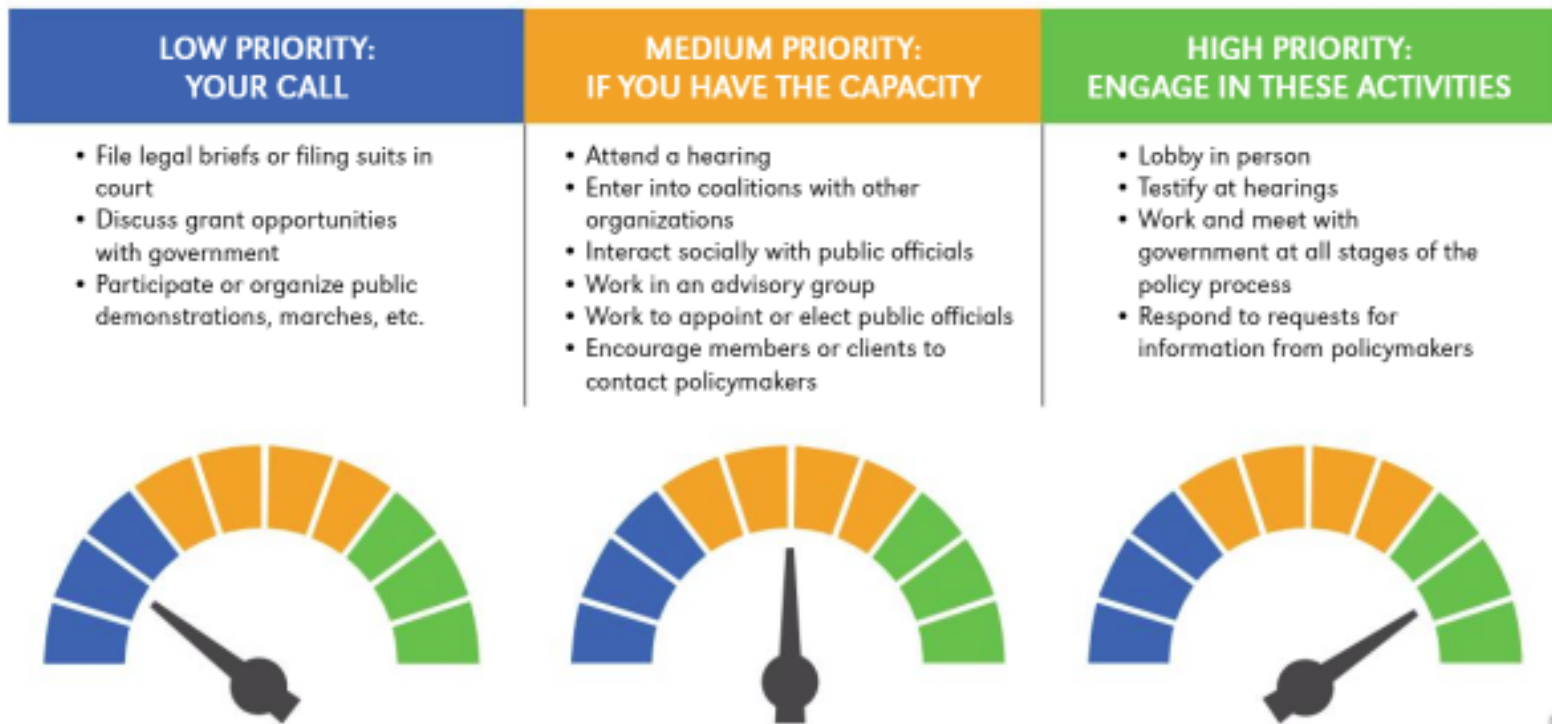 LOW PRIORITY:
YOUR CALL
• File legal briefs or filing suits in
court
• Discuss grant opportunities
with government
• Participate or organize public
demonstrations, marches, etc.
MEDIUM PRIORITY:
IF YOU HAVE THE CAPACITY
• Attend a hearing
• Enter into coalitions with other
organizations
• Interact socially with public officials
• Work in an advisory group
• Work to appoint or elect public officials
• Encourage members or clients to
contact policymakers
HIGH PRIORITY:
ENGAGE IN THESE ACTIVITIES
• Lobby in person
• Testify at hearings
• Work and meet with
government at all stages of the
policy process
• Respond to requests for
information from policymakers